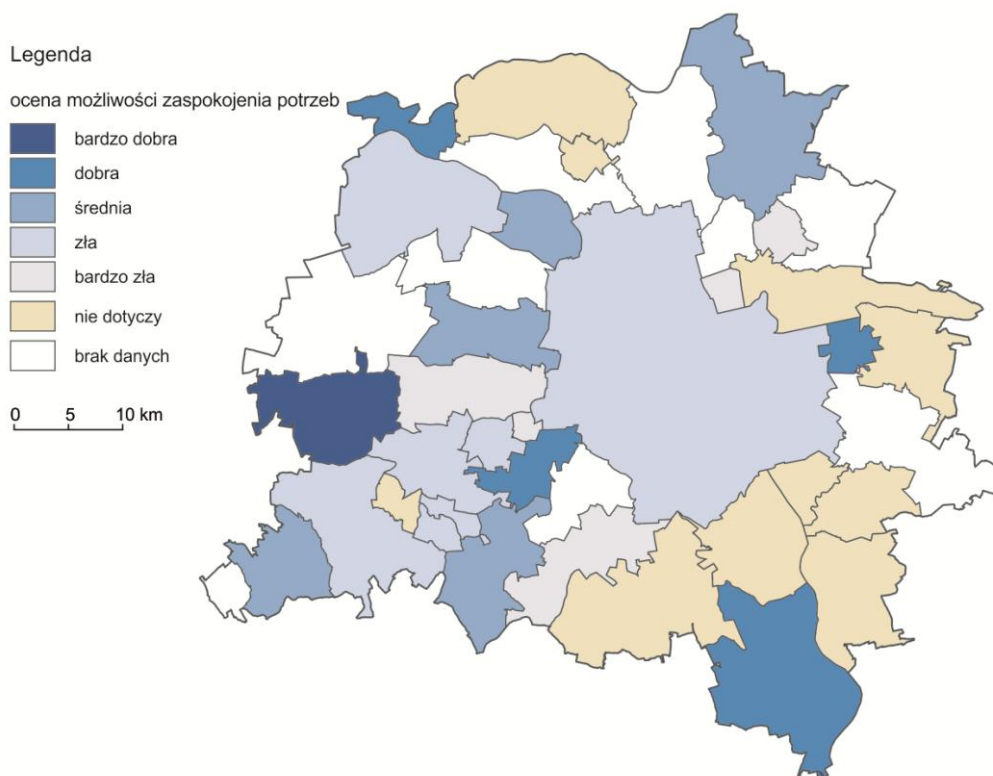 Legenda
ocena możliwości zaspokojenia potrzeb
bardzo dobra
dobra
średnia
zła
bardzo zła
nie dotyczy
brak danych
0 5 10 km